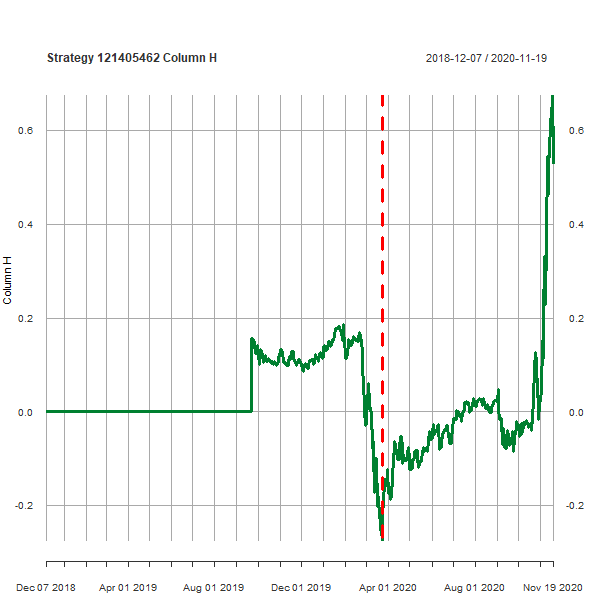 Strategy 121405462 Column H 2018-12-07 / 2020-11-19
0.6 0.6
0.4 0.4
0.2 0.2
Column H
0.0 0.0
-0.2 -0.2
Dec 07 2018 Apr 01 2019 Aug 01 2019 Dec 01 2019 Apr 01 2020 Aug 01 2020 Nov 19 2020